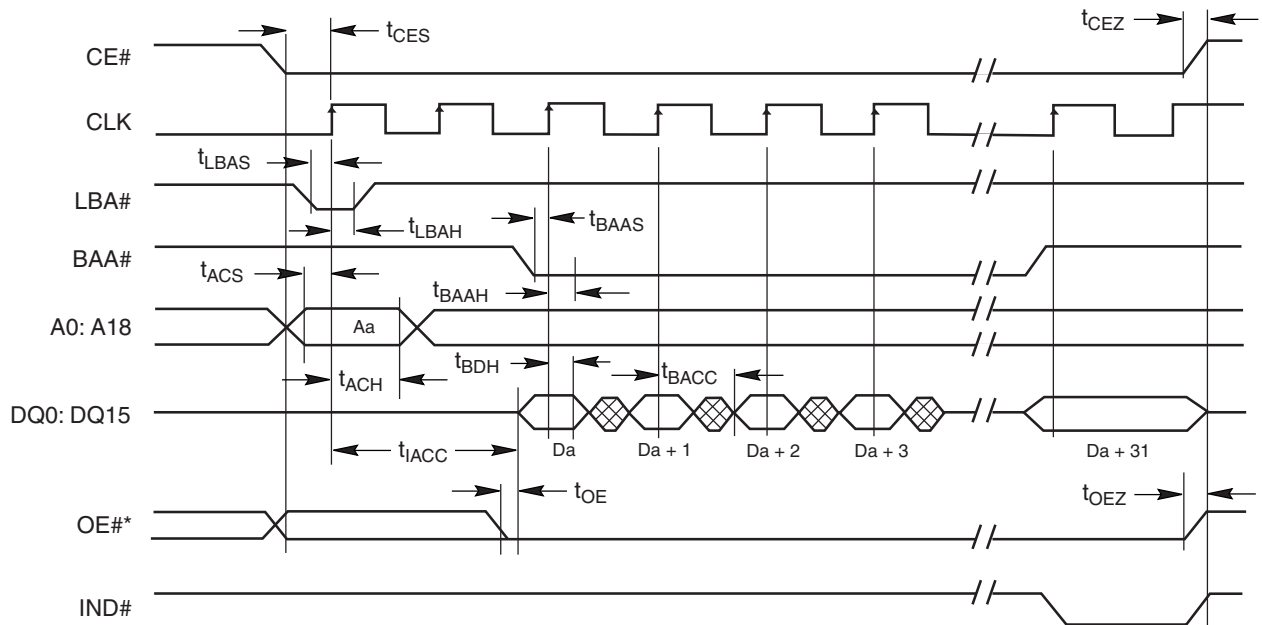 tCES
tCEZ
CE#
CLK
tLBAS
LBA#
tLBAH
tBAAS
BAA#
tACS
tBAAH
A0: A18
Aa
tBDH
tBACC
tACH
DQ0: DQ15
tIACC
Da
Da + 1
Da + 2
Da + 3
Da + 31
tOE
tOEZ
OE#*
IND#